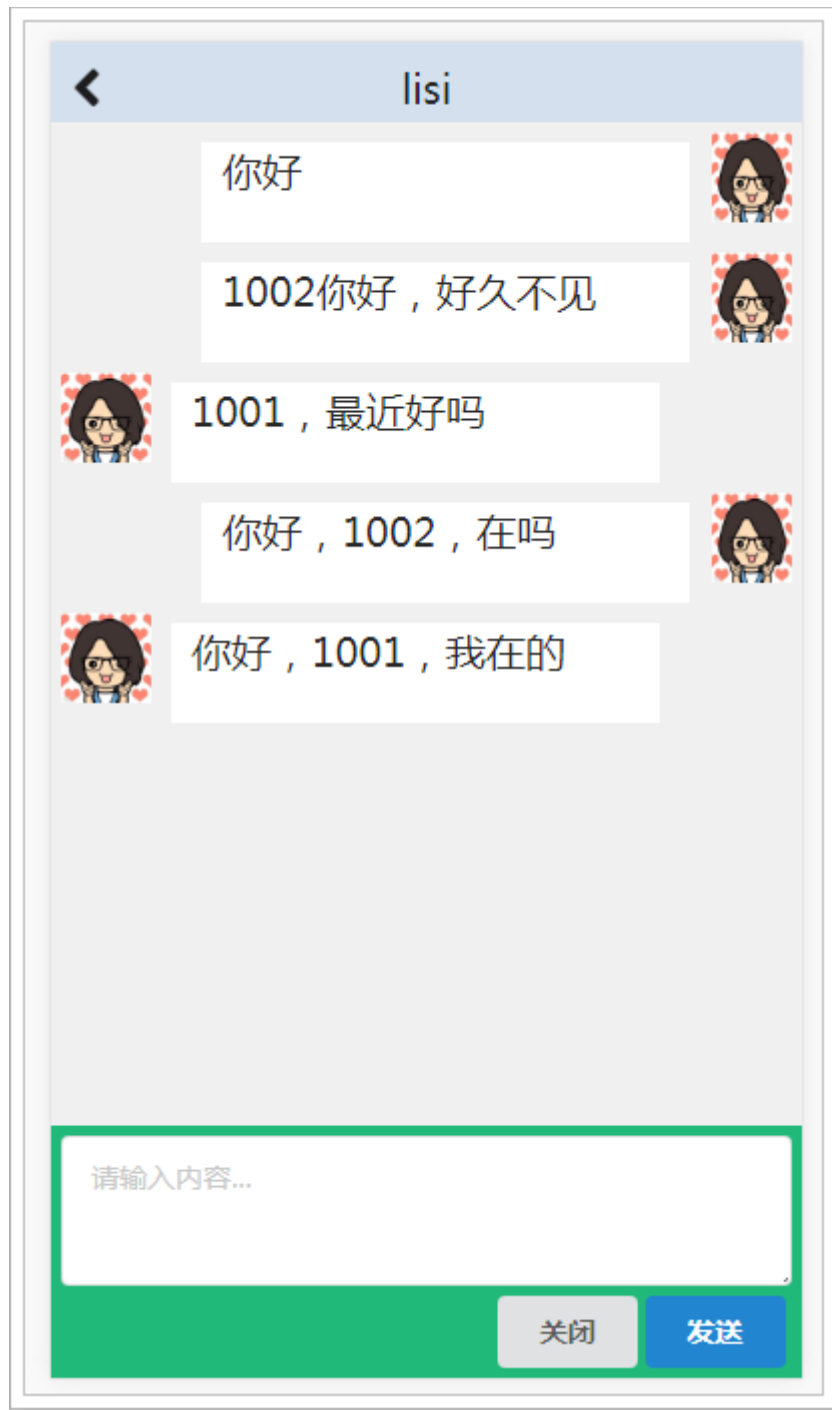 lisi
你好
1002你好，好久不见
1001，最近好吗
你好，1002，在吗
你好，1001，我在的
请输入内容...
关闭
发送